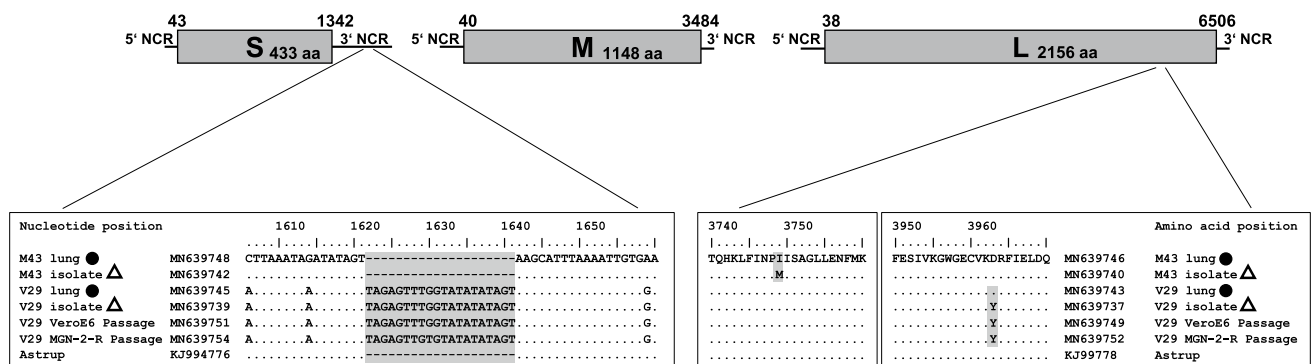 43 1342 40 3484 38 6506
5' NCR S 433 aa 3' NCR 5' NCR M 1148 aa 3' NCR 5' NCR L 2156 aa 3' NCR
Nucleotide position 1610 1620 1630 1640 1650
M43 lung MN639748 CTTAAATAGATATAGT--------------------AAGCATTTAAAATTGTGAA
M43 isolate MN639742 ................--------------------...................
V29 lung MN639745 A.......A.......TAGAGTTTGGTATATATAGT.................G.
V29 isolate MN639739 A.......A.......TAGAGTTTGGTATATATAGT.................G.
V29 VeroE6 Passage MN639751 A.......A.......TAGAGTTTGGTATATATAGT.................G.
V29 MGN-2-R Passage MN639754 A.......A.......TAGAGTTTGGTATATATAGT.................G.
Astrup KJ994776 ................--------------------...................
3740 3750 3950 3960 Amino acid position
TQHKLFINPIISAGLLENFMK FESIVKGWGECVKDRFIELDQ MN639746 M43 lung
.........M........... ..................... MN639740 M43 isolate
..................... ..................... MN639743 V29 lung
..................... .............Y....... MN639737 V29 isolate
..................... .............Y....... MN639749 V29 VeroE6 Passage
..................... .............Y....... MN639752 V29 MGN-2-R Passage
..................... ..................... KJ99778 Astrup